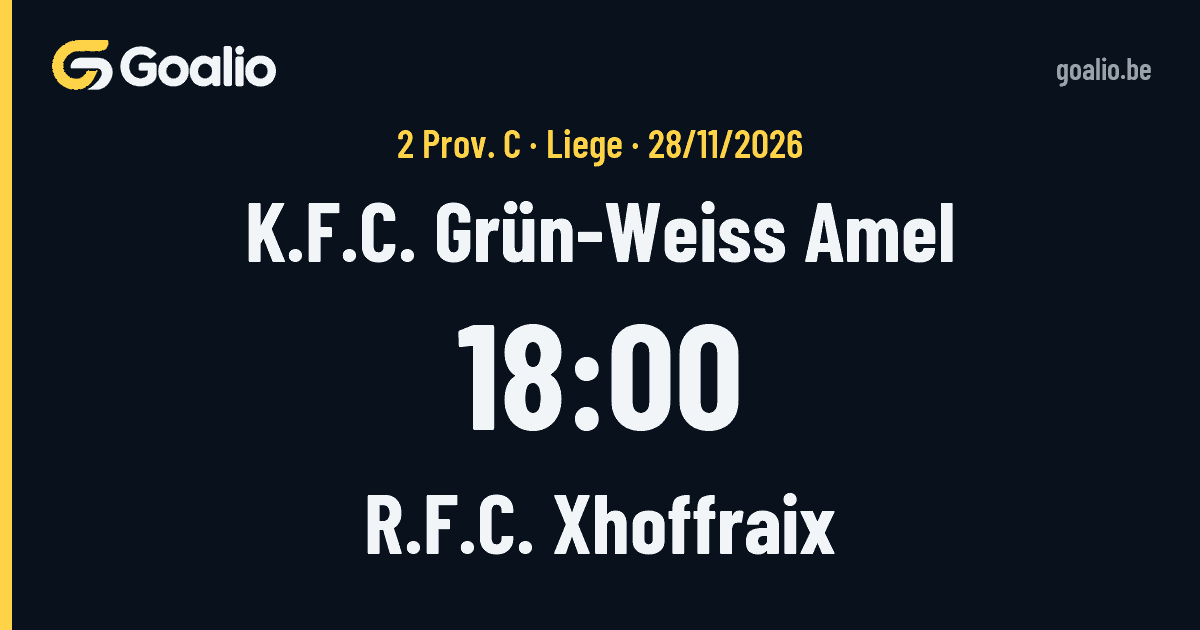 Goalio
goalio.be
2 Prov. C · Liege · 28/11/2026
K.F.C. Grün-Weiss Amel
18:00
R.F.C. Xhoffraix